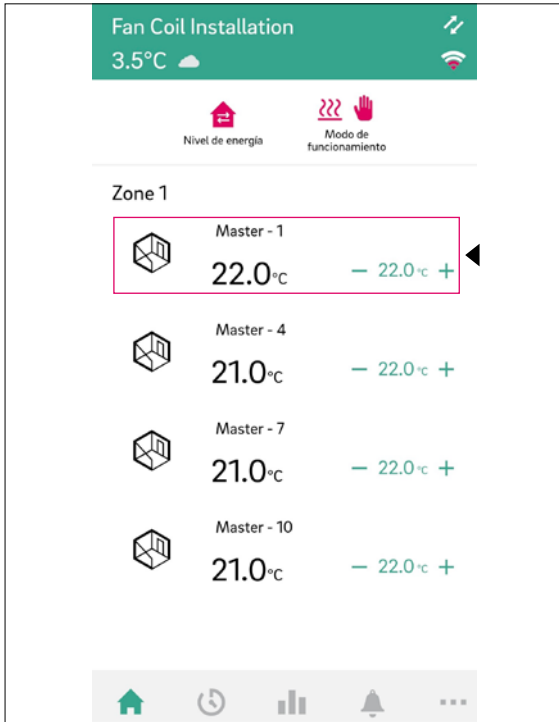 Fan Coil Installation
3.5°C
Nivel de energía
Modo de
funcionamiento
Zone 1
Master - 1
22.0°C − 22.0 °C +
Master - 4
21.0°C − 22.0 °C +
Master - 7
21.0°C − 22.0 °C +
Master - 10
21.0°C − 22.0 °C +